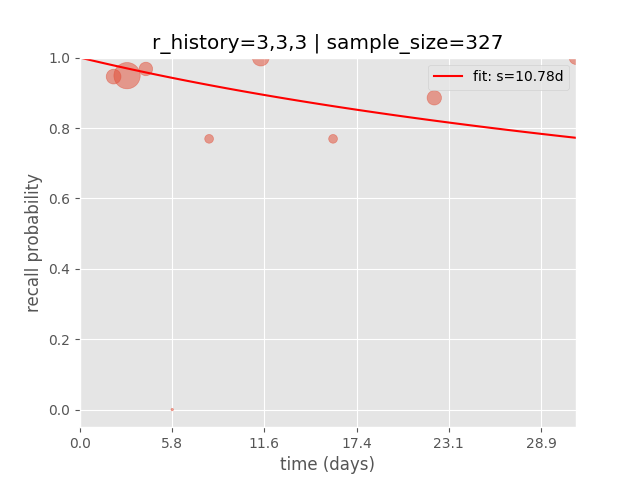 r_history=3,3,3 | sample_size=327
fit: s=10.78d
recall probability
1.0
0.8
0.6
0.4
0.2
0.0
0.0 5.8 11.6 17.4 23.1 28.9
time (days)